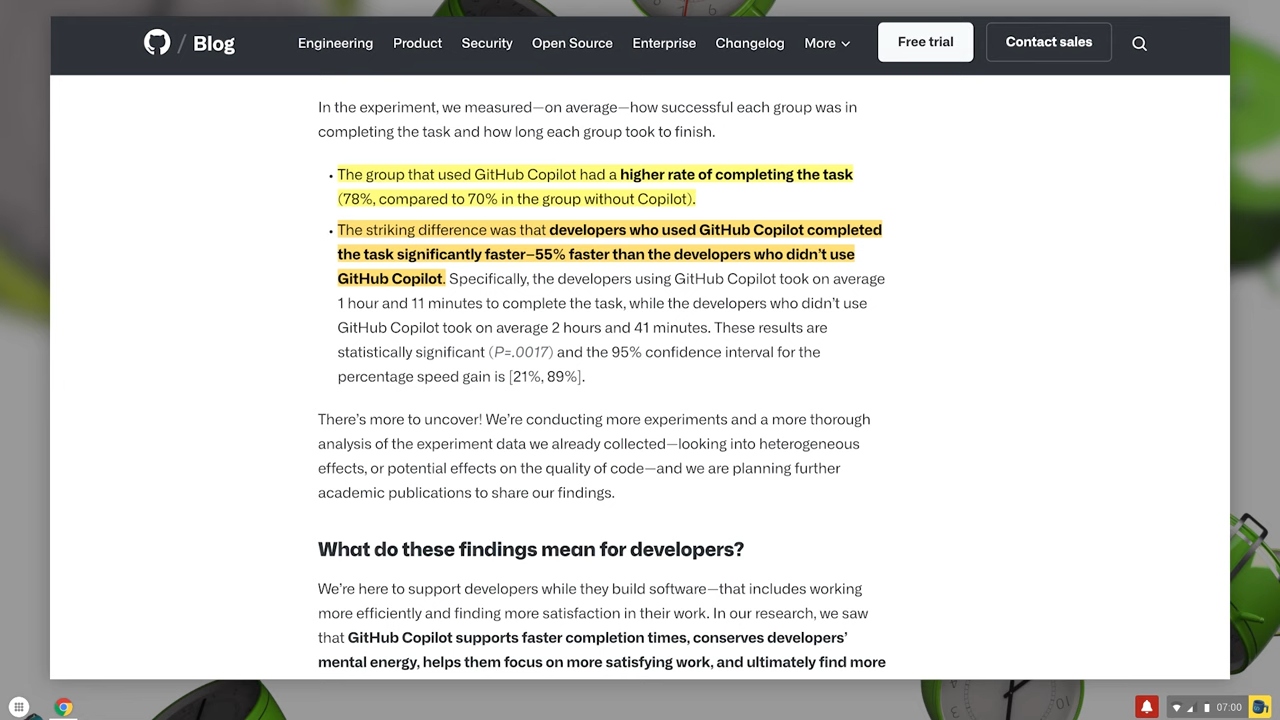 / Blog
Engineering Product Security Open Source Enterprise Changelog More Free trial Contact sales
In the experiment, we measured—on average—how successful each group was in
completing the task and how long each group took to finish.
• The group that used GitHub Copilot had a higher rate of completing the task
(78%, compared to 70% in the group without Copilot).
• The striking difference was that developers who used GitHub Copilot completed
the task significantly faster–55% faster than the developers who didn’t use
GitHub Copilot. Specifically, the developers using GitHub Copilot took on average
1 hour and 11 minutes to complete the task, while the developers who didn’t use
GitHub Copilot took on average 2 hours and 41 minutes. These results are
statistically significant (P=.0017) and the 95% confidence interval for the
percentage speed gain is [21%, 89%].
There’s more to uncover! We’re conducting more experiments and a more thorough
analysis of the experiment data we already collected—looking into heterogeneous
effects, or potential effects on the quality of code—and we are planning further
academic publications to share our findings.
What do these findings mean for developers?
We’re here to support developers while they build software—that includes working
more efficiently and finding more satisfaction in their work. In our research, we saw
that GitHub Copilot supports faster completion times, conserves developers’
mental energy, helps them focus on more satisfying work, and ultimately find more
07:00